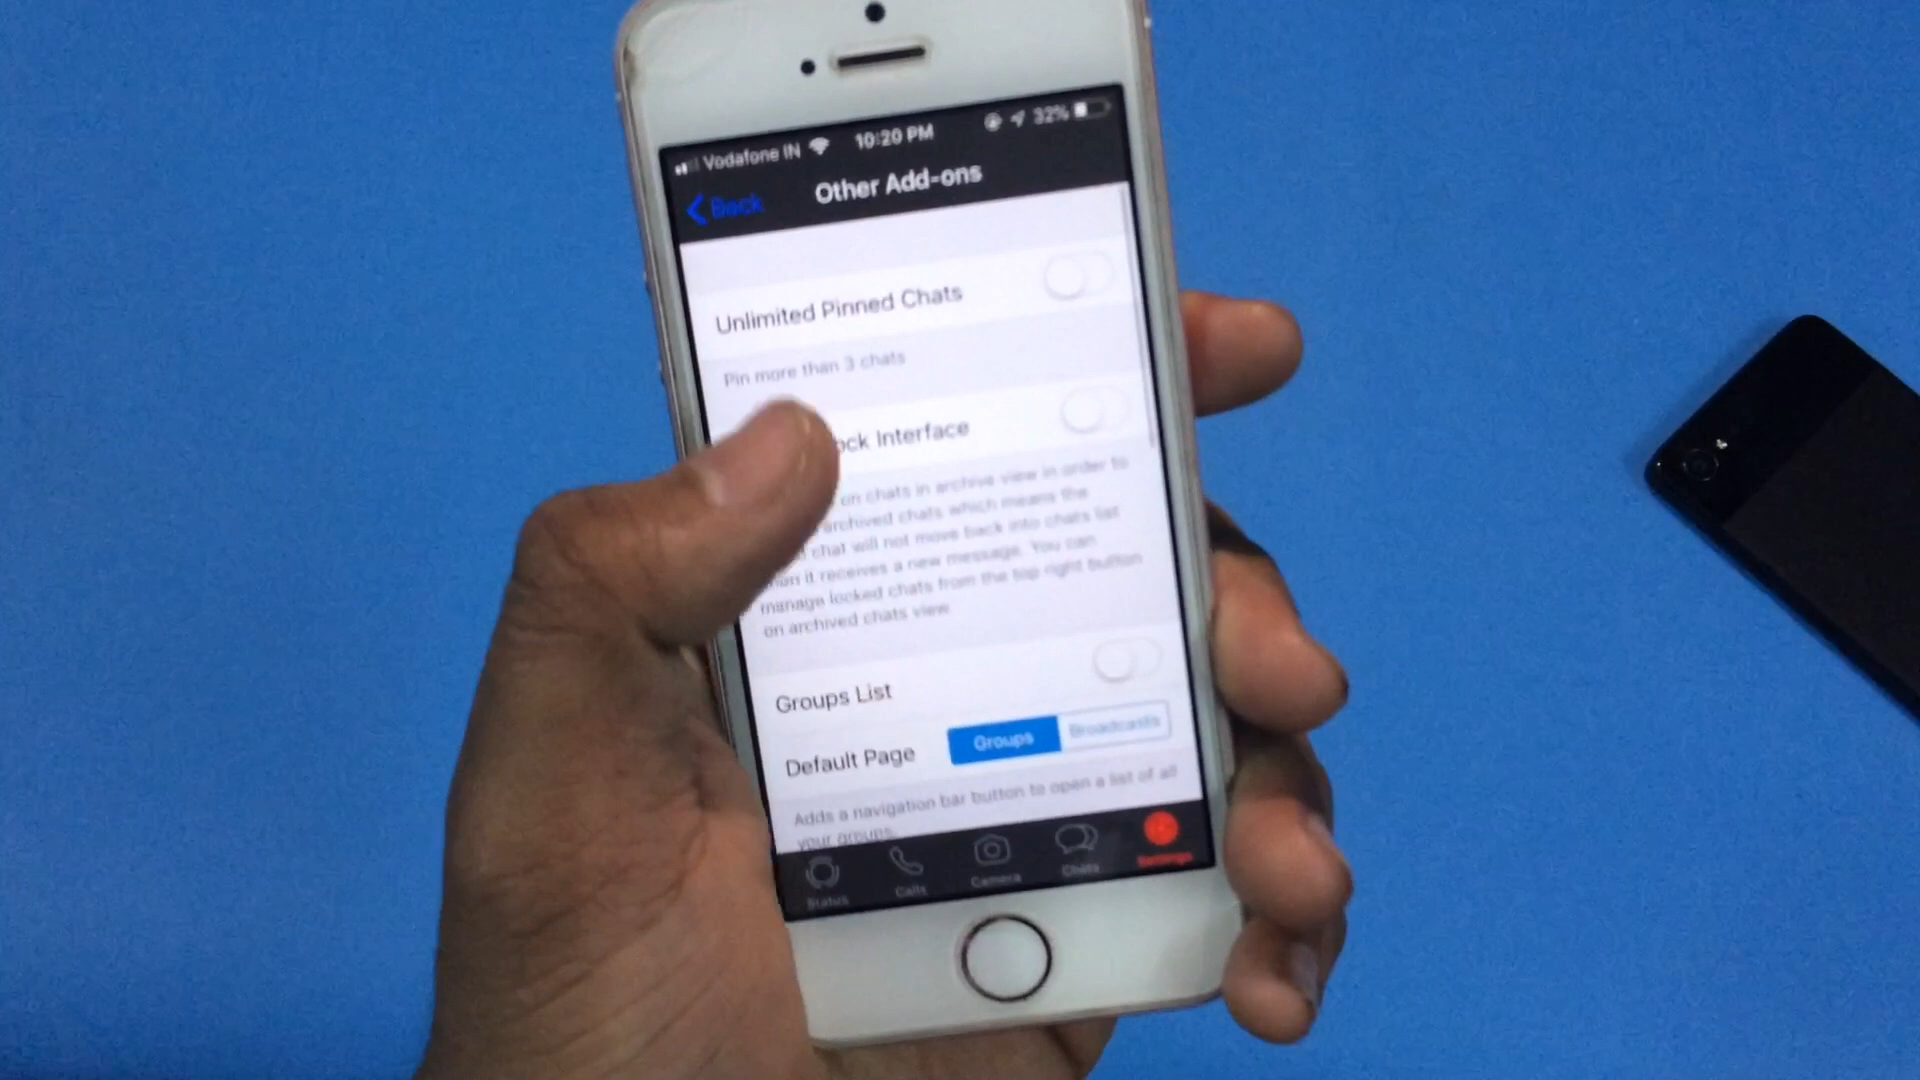 Vodafone IN 10:20 PM 32%
Back Other Add-ons
Unlimited Pinned Chats
Pin more than 3 chats
ock Interface
on chats in archive view in order to
archived chats which means the
chat will not move back into chats list
it receives a new message. You can
manage locked chats from the top right button
on archived chats view
Groups List
Default Page Groups Broadcasts
Adds a navigation bar button to open a list of all
your groups.
Status Calls Camera Chats Settings